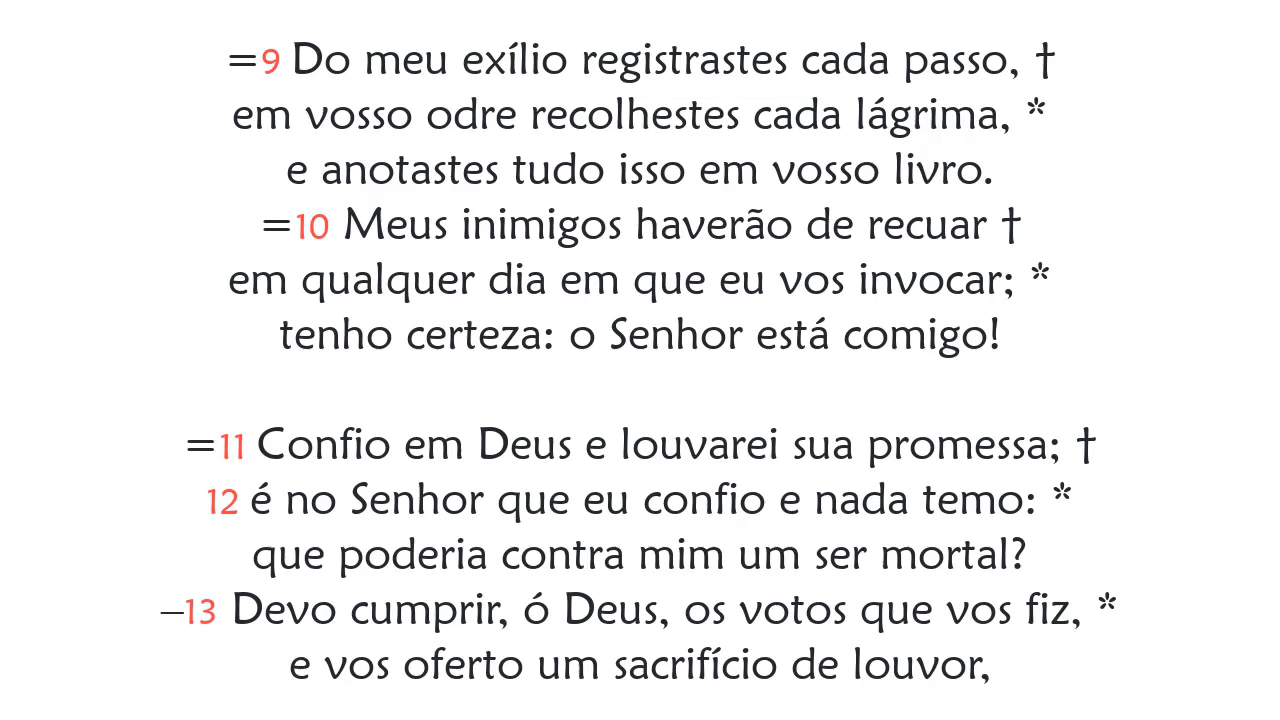 =9 Do meu exílio registrastes cada passo, †
em vosso odre recolhestes cada lágrima, *
e anotastes tudo isso em vosso livro.
=10 Meus inimigos haverão de recuar †
em qualquer dia em que eu vos invocar; *
tenho certeza: o Senhor está comigo!
=11 Confio em Deus e louvarei sua promessa; †
12 é no Senhor que eu confio e nada temo: *
que poderia contra mim um ser mortal?
–13 Devo cumprir, ó Deus, os votos que vos fiz, *
e vos oferto um sacrifício de louvor,